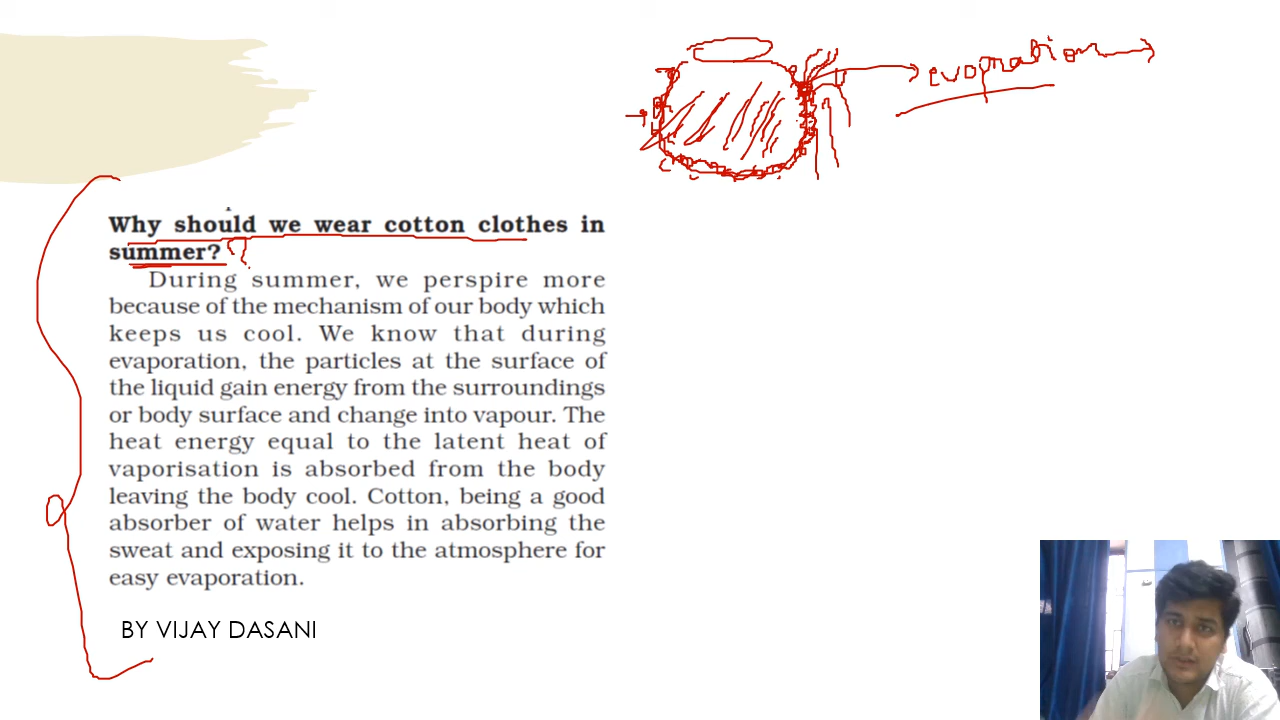 evopration
Why should we wear cotton clothes in
summer?
During summer, we perspire more
because of the mechanism of our body which
keeps us cool. We know that during
evaporation, the particles at the surface of
the liquid gain energy from the surroundings
or body surface and change into vapour. The
heat energy equal to the latent heat of
vaporisation is absorbed from the body
leaving the body cool. Cotton, being a good
absorber of water helps in absorbing the
sweat and exposing it to the atmosphere for
easy evaporation.
BY VIJAY DASANI